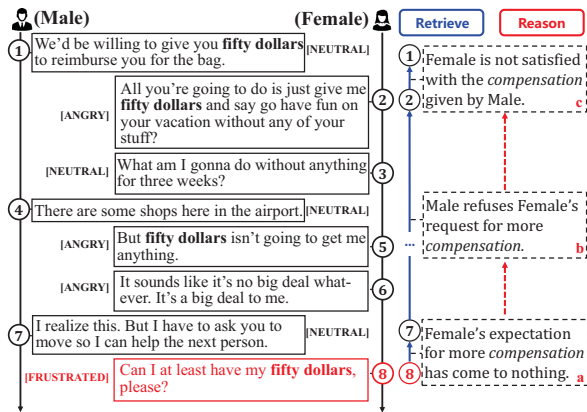 (Male)
(Female)
Retrieve
Reason
1
We'd be willing to give you fifty dollars
to reimburse you for the bag.
[NEUTRAL]
All you're going to do is just give me
fifty dollars and say go have fun on
your vacation without any of your
stuff?
[ANGRY]
2
What am I gonna do without anything
for three weeks?
[NEUTRAL]
3
4
There are some shops here in the airport.
[NEUTRAL]
But fifty dollars isn't going to get me
anything.
[ANGRY]
5
It sounds like it's no big deal what-
ever. It's a big deal to me.
[ANGRY]
6
7
I realize this. But I have to ask you to
move so I can help the next person.
[NEUTRAL]
Can I at least have my fifty dollars,
please?
[FRUSTRATED]
8
1
2
Female is not satisfied
with the compensation
given by Male.
c
...
Male refuses Female's
request for more
compensation.
b
7
8
Female's expectation
for more compensation
has come to nothing.
a